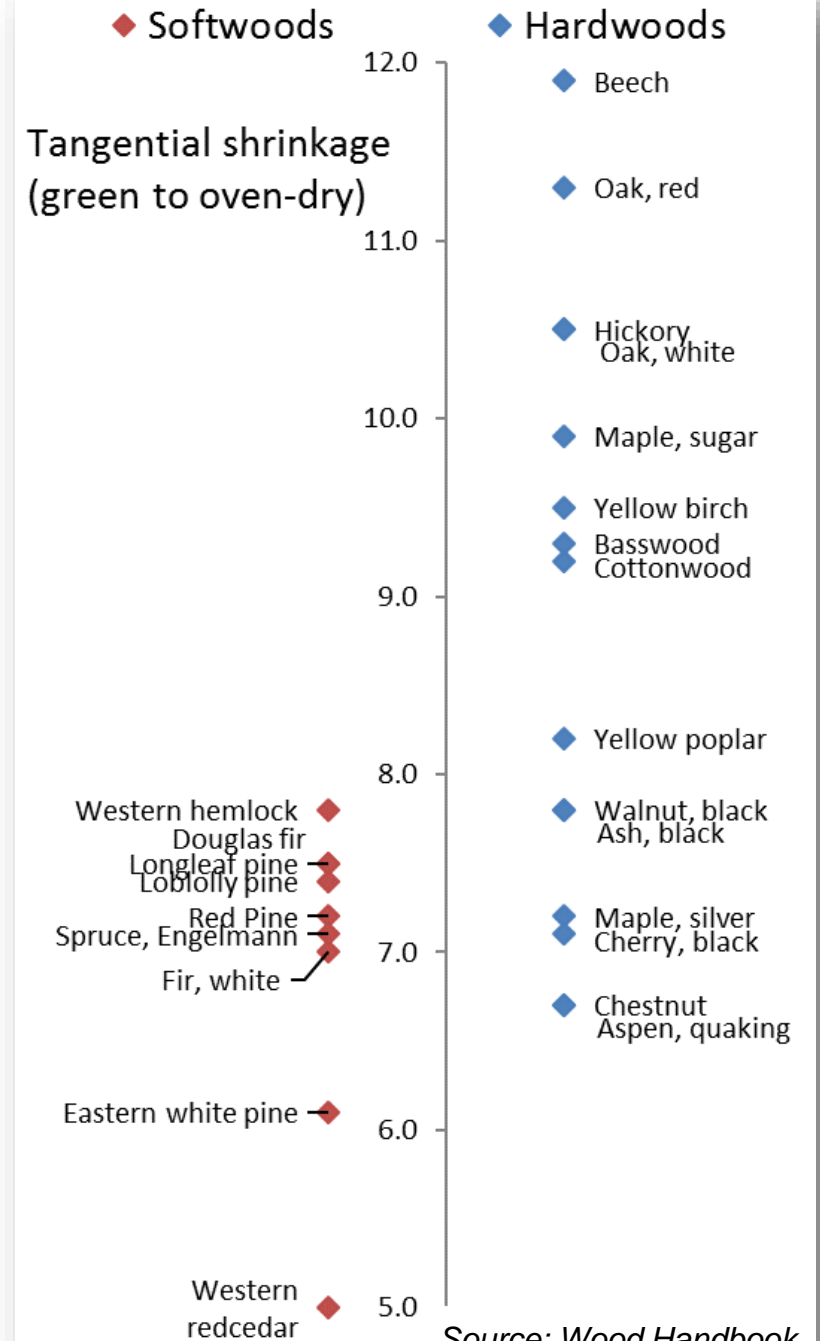 Softwoods
Hardwoods
12.0
Beech
Tangential shrinkage
(green to oven-dry)
Oak, red
11.0
Hickory
Oak, white
10.0
Maple, sugar
Yellow birch
Basswood
Cottonwood
9.0
Yellow poplar
8.0
Western hemlock
Walnut, black
Douglas fir
Ash, black
Longleaf pine
Loblolly pine
Red Pine
Maple, silver
Spruce, Engelmann
Cherry, black
7.0
Fir, white
Chestnut
Aspen, quaking
Eastern white pine
6.0
Western
redcedar
5.0
Source: Wood Handbook